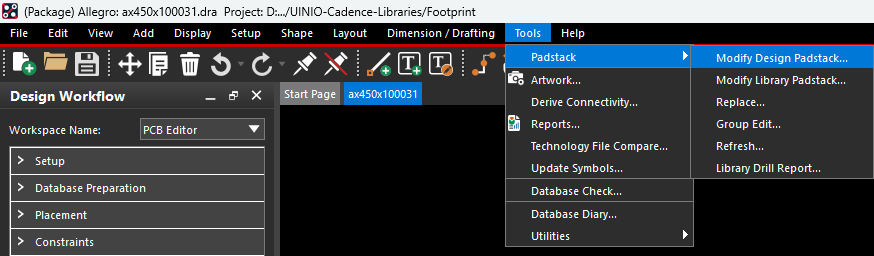 (Package) Allegro: ax450x100031.dra Project: D:.../UINIO-Cadence-Libraries/Footprint
File Edit View Add Display Setup Shape Layout Dimension / Drafting Tools Help
Padstack
Modify Design Padstack...
Artwork...
Modify Library Padstack...
Design Workflow
Start Page
ax450x100031
Derive Connectivity...
Replace...
Workspace Name:
PCB Editor
Reports...
Group Edit...
Technology File Compare...
Refresh...
Setup
Update Symbols...
Library Drill Report...
Database Preparation
Database Check...
Placement
Database Diary...
Constraints
Utilities